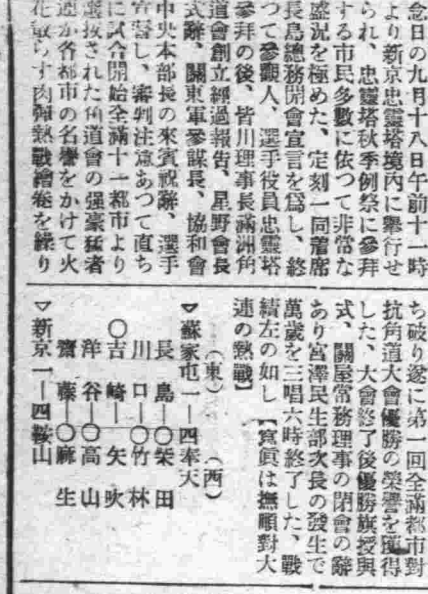 念日の九月十八日午前十一時
より新京忠靈塔境内に擧行せ
られ、忠靈塔秋季例祭に參拜
する市民多數に依つて非常な
盛況を極めた、定刻一同着席
長島總務開會宣言を爲し、終
つて參觀人、選手役員忠靈塔
參拜の後、皆川理事長滿洲角
道會創立經過報告、星野會長
式辭、關東軍參謀長、協和會
中央本部長の來賓祝辭、選手
宣誓し、審判注意あつて直ち
に試合開始全滿十一都市より
選拔された角道會の强豪猛者
連が各都市の名譽をかけて火
花散らす肉彈熱戰繪卷を繰り
ち破り遂に第一回全滿都市對
抗角道大會優勝の榮譽を獲得
した、大會終了後優勝旗授與
式、關屋常務理事の閉會の辭
あり宮澤民生部次長の發生で
萬歲を三唱六時終了した、戰
績左の如し【寫眞は撫順對大
連の熱戰】
（東）（西）
▽蘇家屯一―四奉天
長島―〇柴田
川口―〇竹林
〇吉崎―矢吹
洋谷―〇高山
齋藤―〇麻生
▽新京一―四鞍山